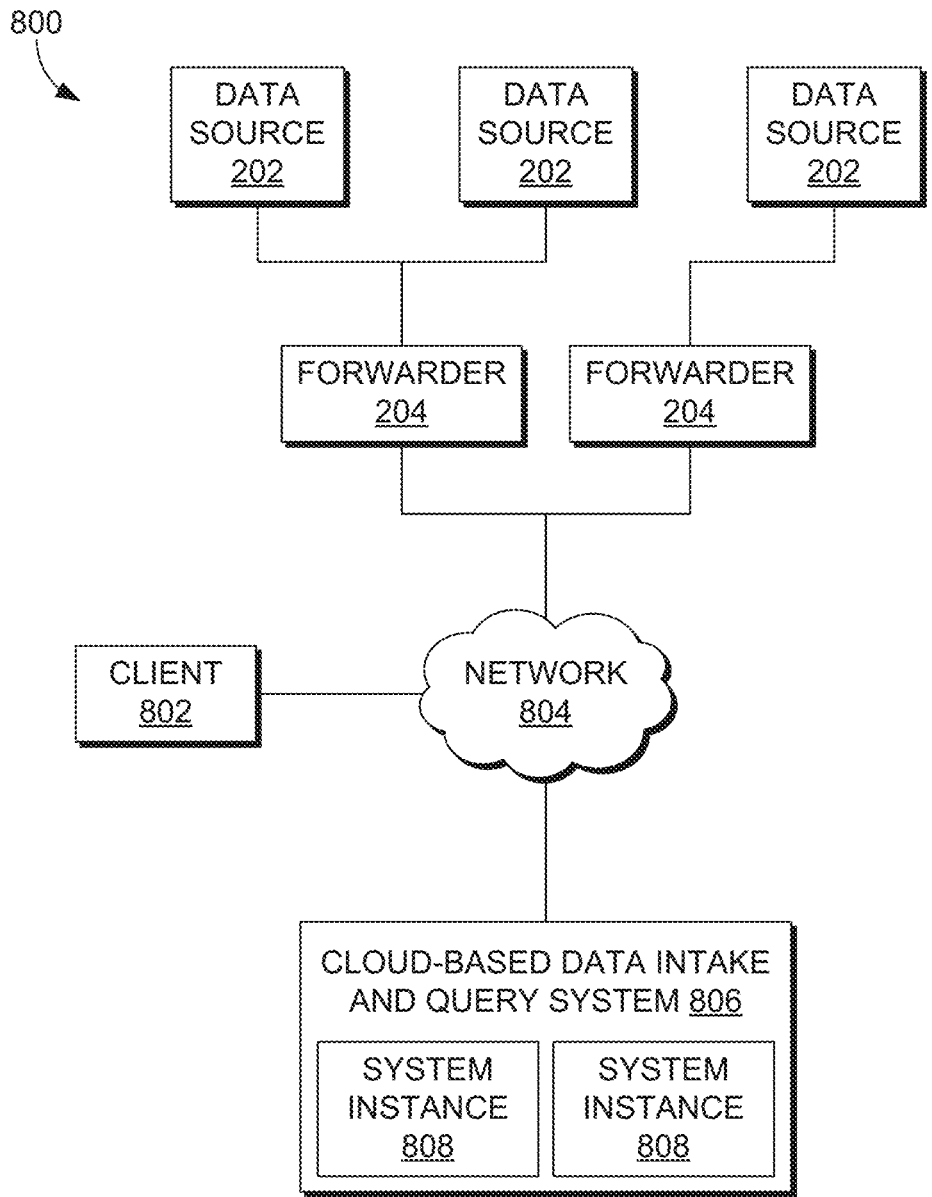 800
DATA
SOURCE
202
DATA
SOURCE
202
DATA
SOURCE
202
FORWARDER
204
FORWARDER
204
CLIENT
802
NETWORK
804
CLOUD-BASED DATA INTAKE
AND QUERY SYSTEM 806
SYSTEM
INSTANCE
808
SYSTEM
INSTANCE
808